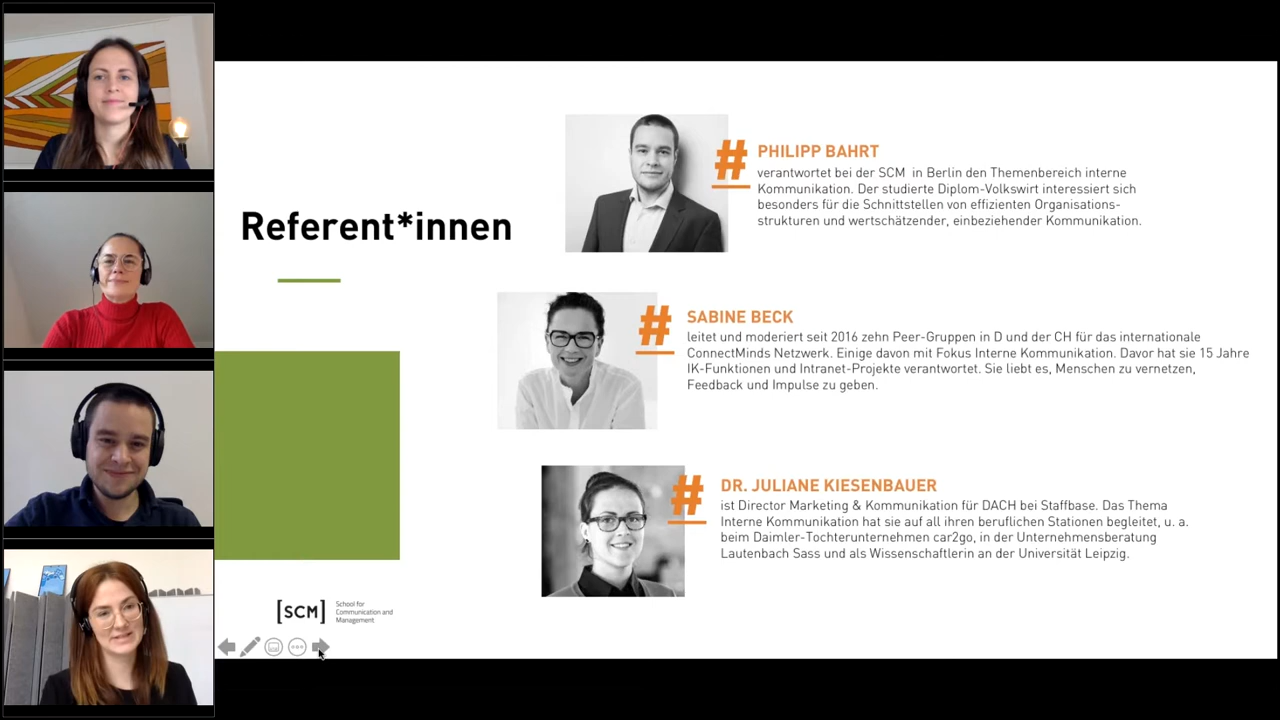 Referent*innen
# PHILIPP BAHRT
verantwortet bei der SCM in Berlin den Themenbereich interne
Kommunikation. Der studierte Diplom-Volkswirt interessiert sich
besonders für die Schnittstellen von effizienten Organisations-
strukturen und wertschätzender, einbeziehender Kommunikation.
# SABINE BECK
leitet und moderiert seit 2016 zehn Peer-Gruppen in D und der CH für das internationale
ConnectMinds Netzwerk. Einige davon mit Fokus Interne Kommunikation. Davor hat sie 15 Jahre
IK-Funktionen und Intranet-Projekte verantwortet. Sie liebt es, Menschen zu vernetzen,
Feedback und Impulse zu geben.
# DR. JULIANE KIESENBAUER
ist Director Marketing & Kommunikation für DACH bei Staffbase. Das Thema
Interne Kommunikation hat sie auf all ihren beruflichen Stationen begleitet, u. a.
beim Daimler-Tochterunternehmen car2go, in der Unternehmensberatung
Lautenbach Sass und als Wissenschaftlerin an der Universität Leipzig.
[SCM]
School for
Communication and
Management